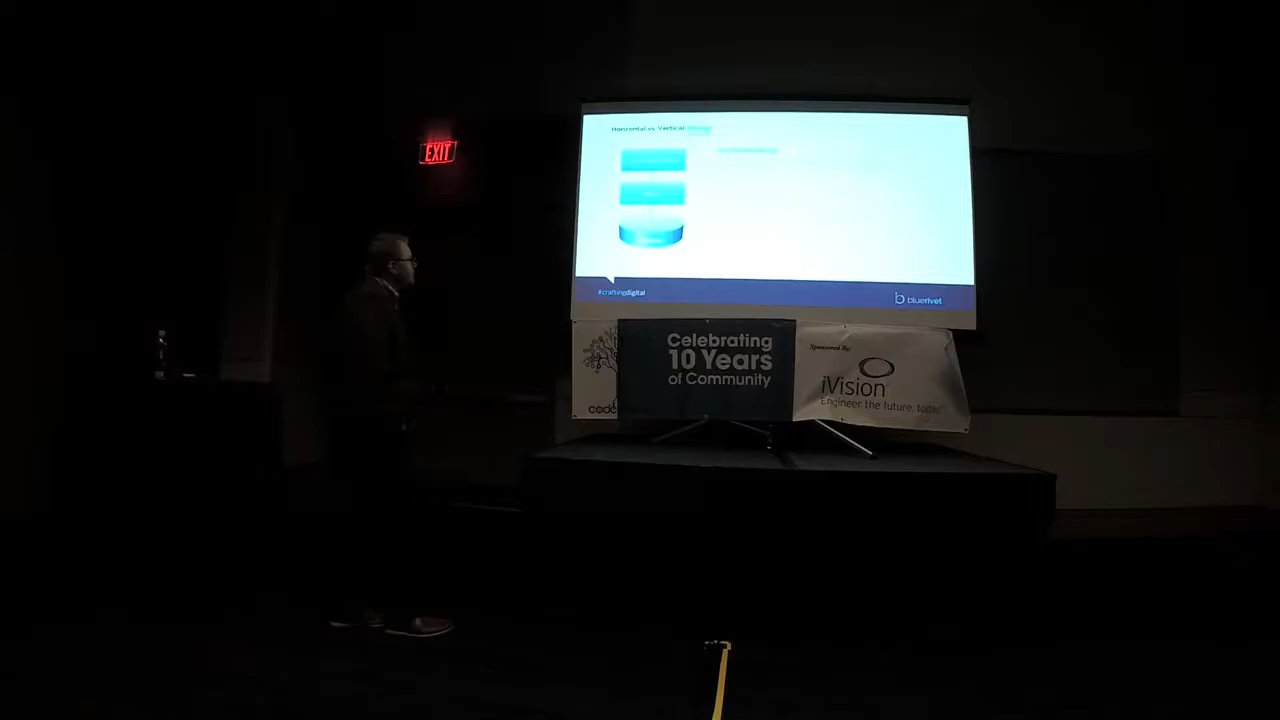 EXIT
Horizontal vs. Vertical
#craftingdigital
bluerivet
Celebrating
10 Years
of Community
code
Sponsored By:
iVision
Engineer the future, today